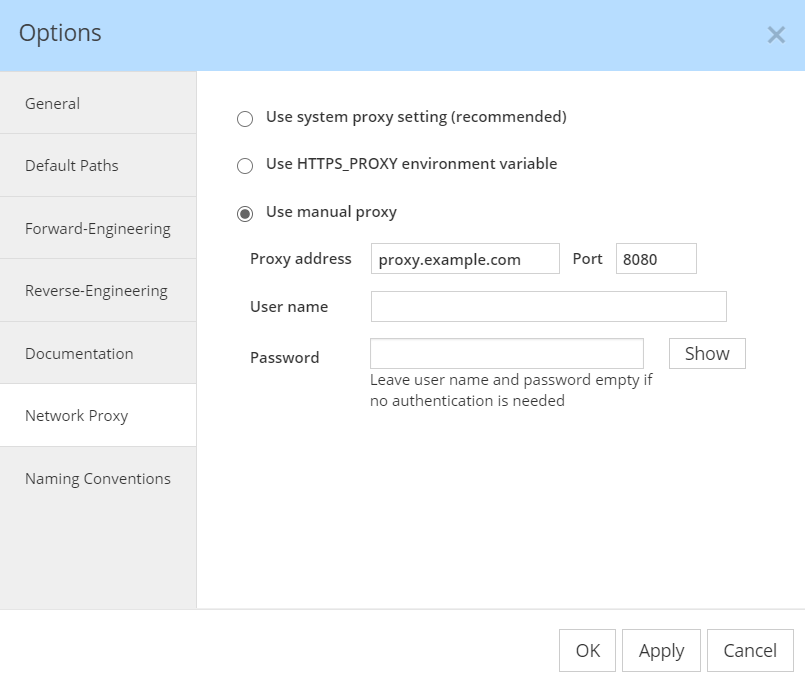 Options
General
Default Paths
Forward-Engineering
Reverse-Engineering
Documentation
Network Proxy
Naming Conventions
Use system proxy setting (recommended)
Use HTTPS_PROXY environment variable
Use manual proxy
Proxy address proxy.example.com Port 8080
User name
Password Show
Leave user name and password empty if
no authentication is needed
OK Apply Cancel